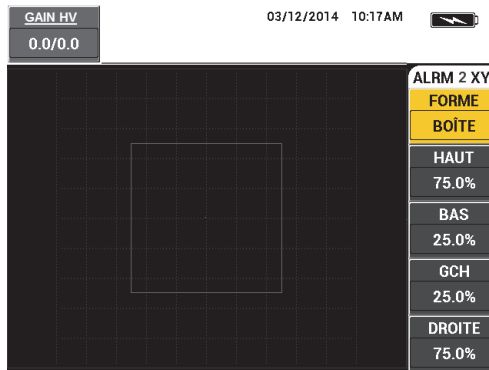 GAIN HV
0.0/0.0
03/12/2014 10:17AM
ALRM 2 XY
FORME
BOÎTE
HAUT
75.0%
BAS
25.0%
GCH
25.0%
DROITE
75.0%